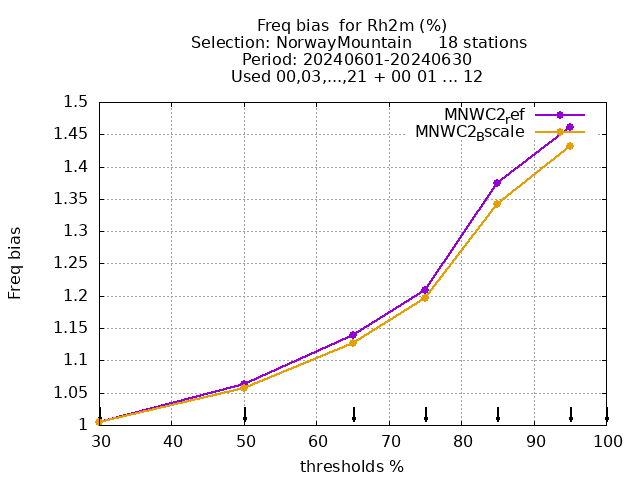 Freq bias for Rh2m (%)
Selection: NorwayMountain 18 stations
Period: 20240601-20240630
Used 00,03,...,21 + 00 01 ... 12
1.5
1.45
1.4
1.35
1.3
1.25
1.2
1.15
1.1
1.05
1
Freq bias
MNWC2ref
MNWC2Bscale
30 40 50 60 70 80 90 100
thresholds %